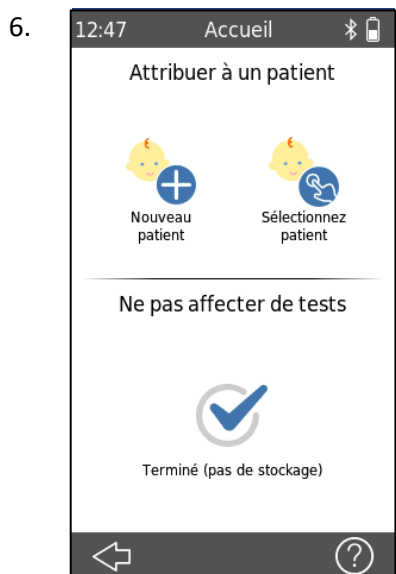 6.
12:47 Accueil
Attribuer à un patient
Nouveau
patient
Sélectionnez
patient
Ne pas affecter de tests
Terminé (pas de stockage)
?